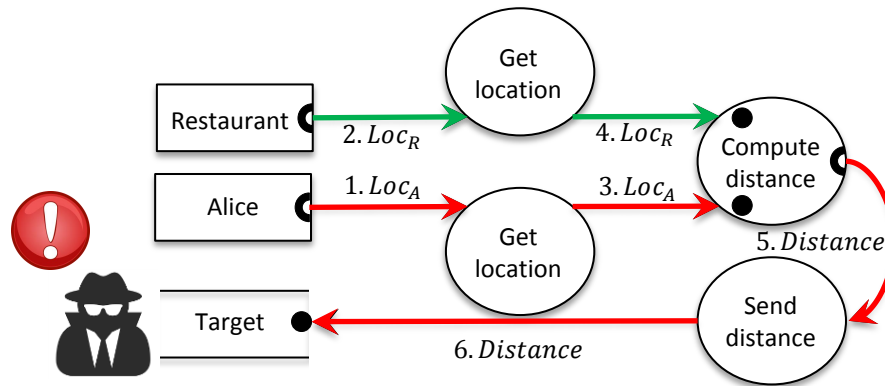 Get
location
Restaurant
2. Loc_R
4. Loc_R
Compute
distance
Alice
1. Loc_A
3. Loc_A
Get
location
5. Distance
Target
6. Distance
Send
distance